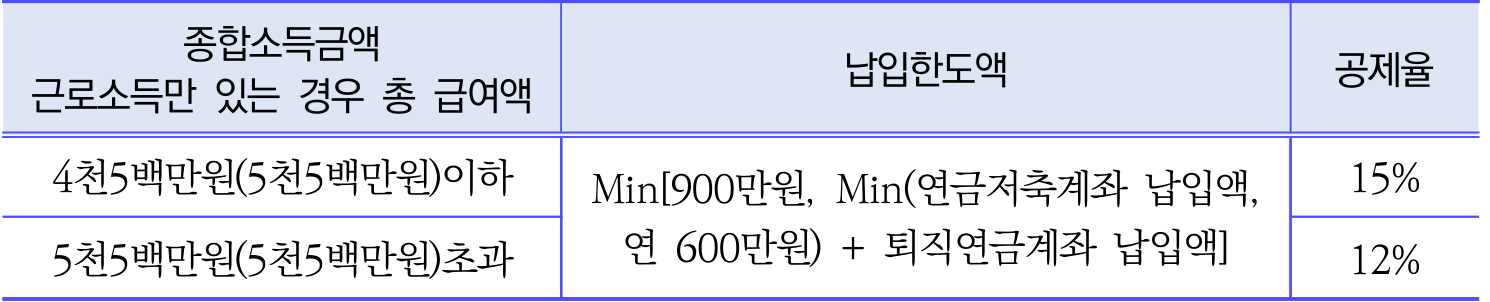 종합소득금액
근로소득만 있는 경우 총 급여액
납입한도액
공제율
4천5백만원(5천5백만원)이하
Min[900만원, Min(연금저축계좌 납입액,
연 600만원) + 퇴직연금계좌 납입액]
15%
5천5백만원(5천5백만원)초과
12%